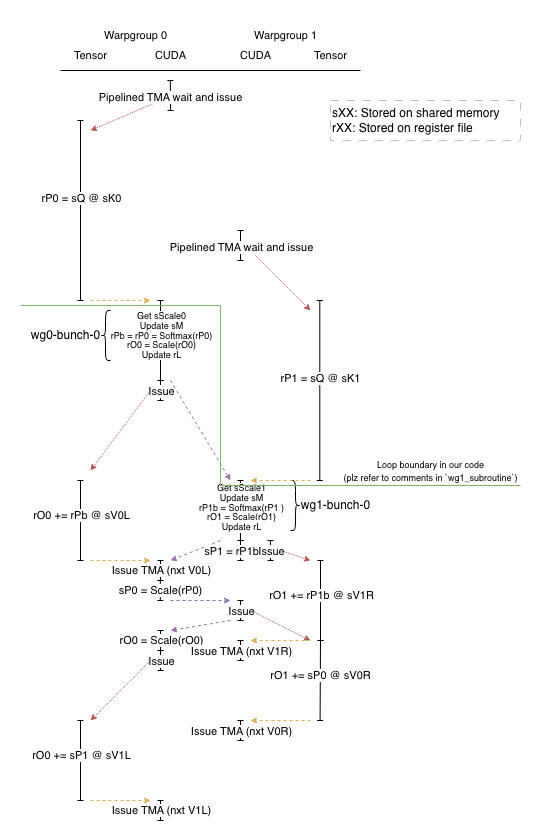 Warpgroup 0
Warpgroup 1
Tensor
CUDA
CUDA
Tensor
Pipelined TMA wait and issue
sXX: Stored on shared memory
rXX: Stored on register file
rP0 = sQ @ sK0
Pipelined TMA wait and issue
wg0-bunch-0
Get sScale0
Update sM
rPb = rP0 = Softmax(rP0)
rO0 = Scale(rO0)
Update rL
rP1 = sQ @ sK1
Issue
Loop boundary in our code
(plz refer to comments in `wg1_subroutine`)
Get sScale1
Update sM
rP1b = Softmax(rP1 )
rO1 = Scale(rO1)
Update rL
wg1-bunch-0
rO0 += rPb @ sV0L
sP1 = rP1b
Issue
Issue TMA (nxt V0L)
sP0 = Scale(rP0)
rO1 += rP1b @ sV1R
Issue
rO0 = Scale(rO0)
Issue TMA (nxt V1R)
Issue
rO1 += sP0 @ sV0R
Issue TMA (nxt V0R)
rO0 += sP1 @ sV1L
Issue TMA (nxt V1L)